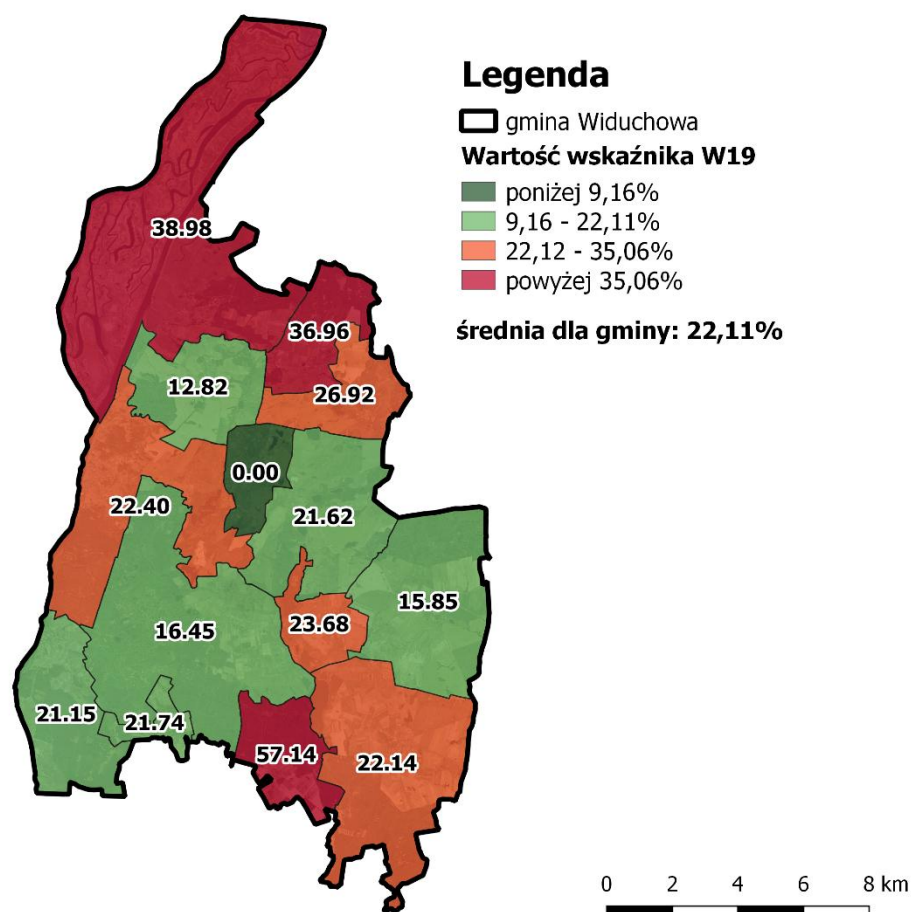 Legenda
gmina Widuchowa
Wartość wskaźnika W19
poniżej 9,16%
9,16 - 22,11%
22,12 - 35,06%
powyżej 35,06%
średnia dla gminy: 22,11%
38.98
36.96
12.82
26.92
0.00
22.40
21.62
15.85
23.68
16.45
21.15
21.74
57.14
22.14
0 2 4 6 8 km